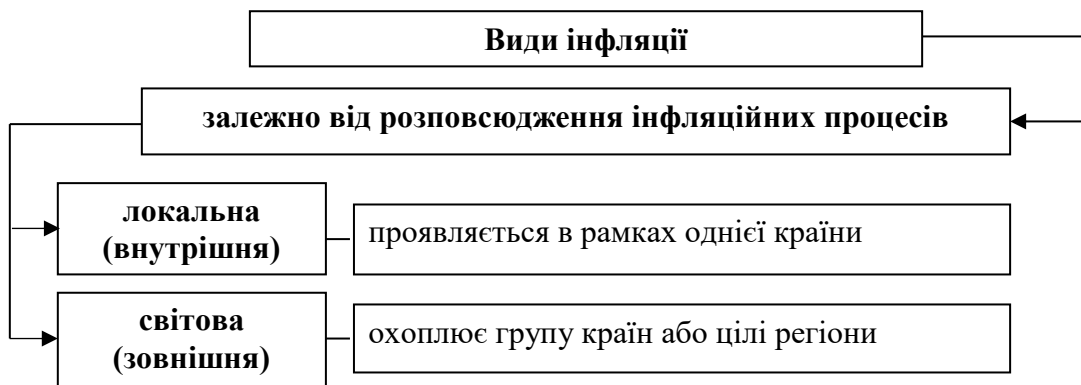 Види інфляції
залежно від розповсюдження інфляційних процесів
локальна
(внутрішня)
проявляється в рамках однієї країни
світова
(зовнішня)
охоплює групу країн або цілі регіони